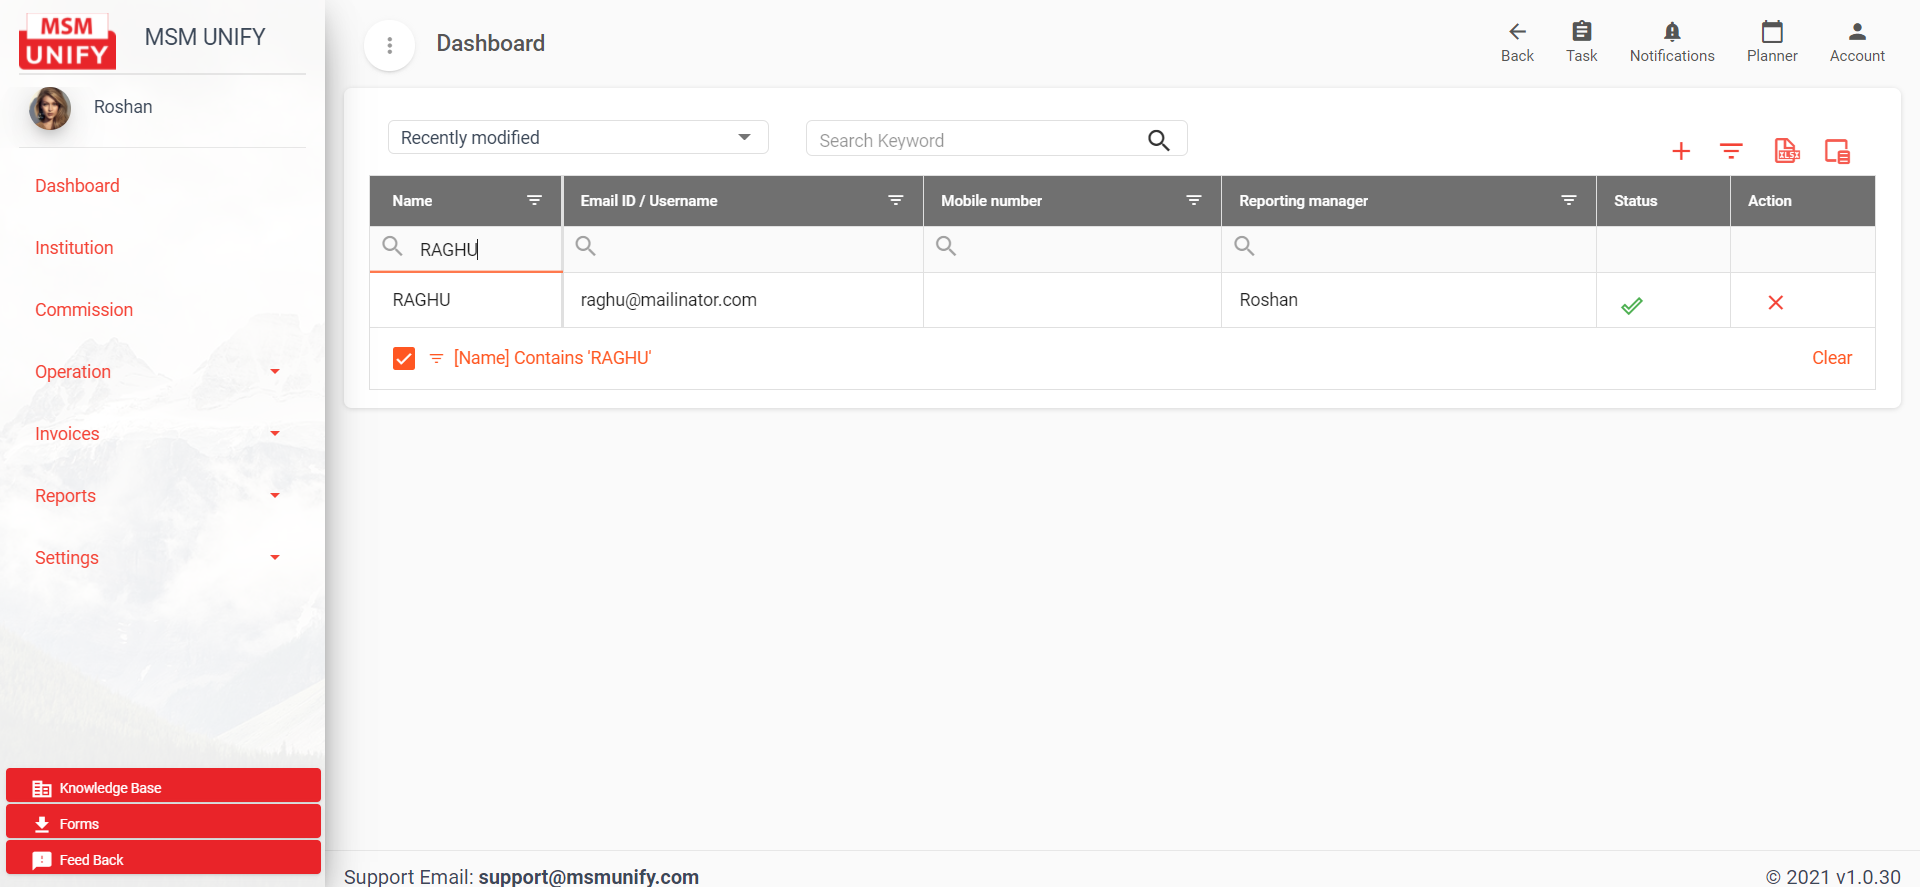 MSM
UNIFY
MSM UNIFY
Roshan
Dashboard
Institution
Commission
Operation
Invoices
Reports
Settings
Knowledge Base
Forms
Feed Back
Dashboard
Back
Task
Notifications
Planner
Account
Recently modified
Search Keyword
XLSX
Name
Email ID / Username
Mobile number
Reporting manager
Status
Action
RAGHU
RAGHU
raghu@mailinator.com
Roshan
[Name] Contains 'RAGHU'
Clear
Support Email: support@msmunify.com
© 2021 v1.0.30